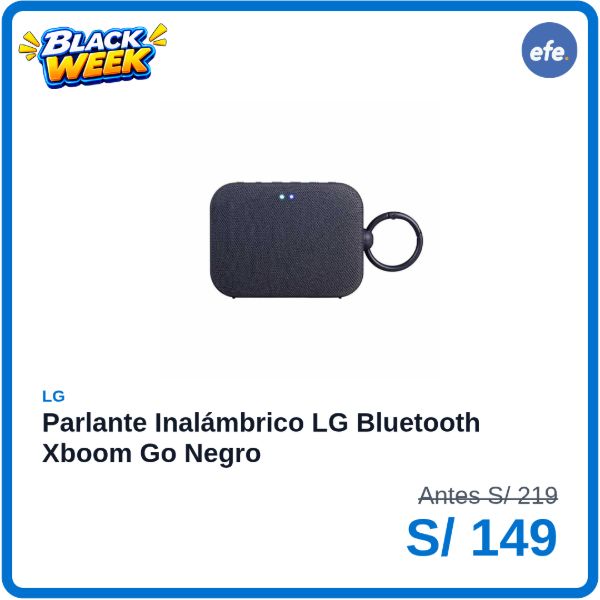 BLACK
WEEK
efe.
LG
Parlante Inalámbrico LG Bluetooth
Xboom Go Negro
Antes S/ 219
S/ 149